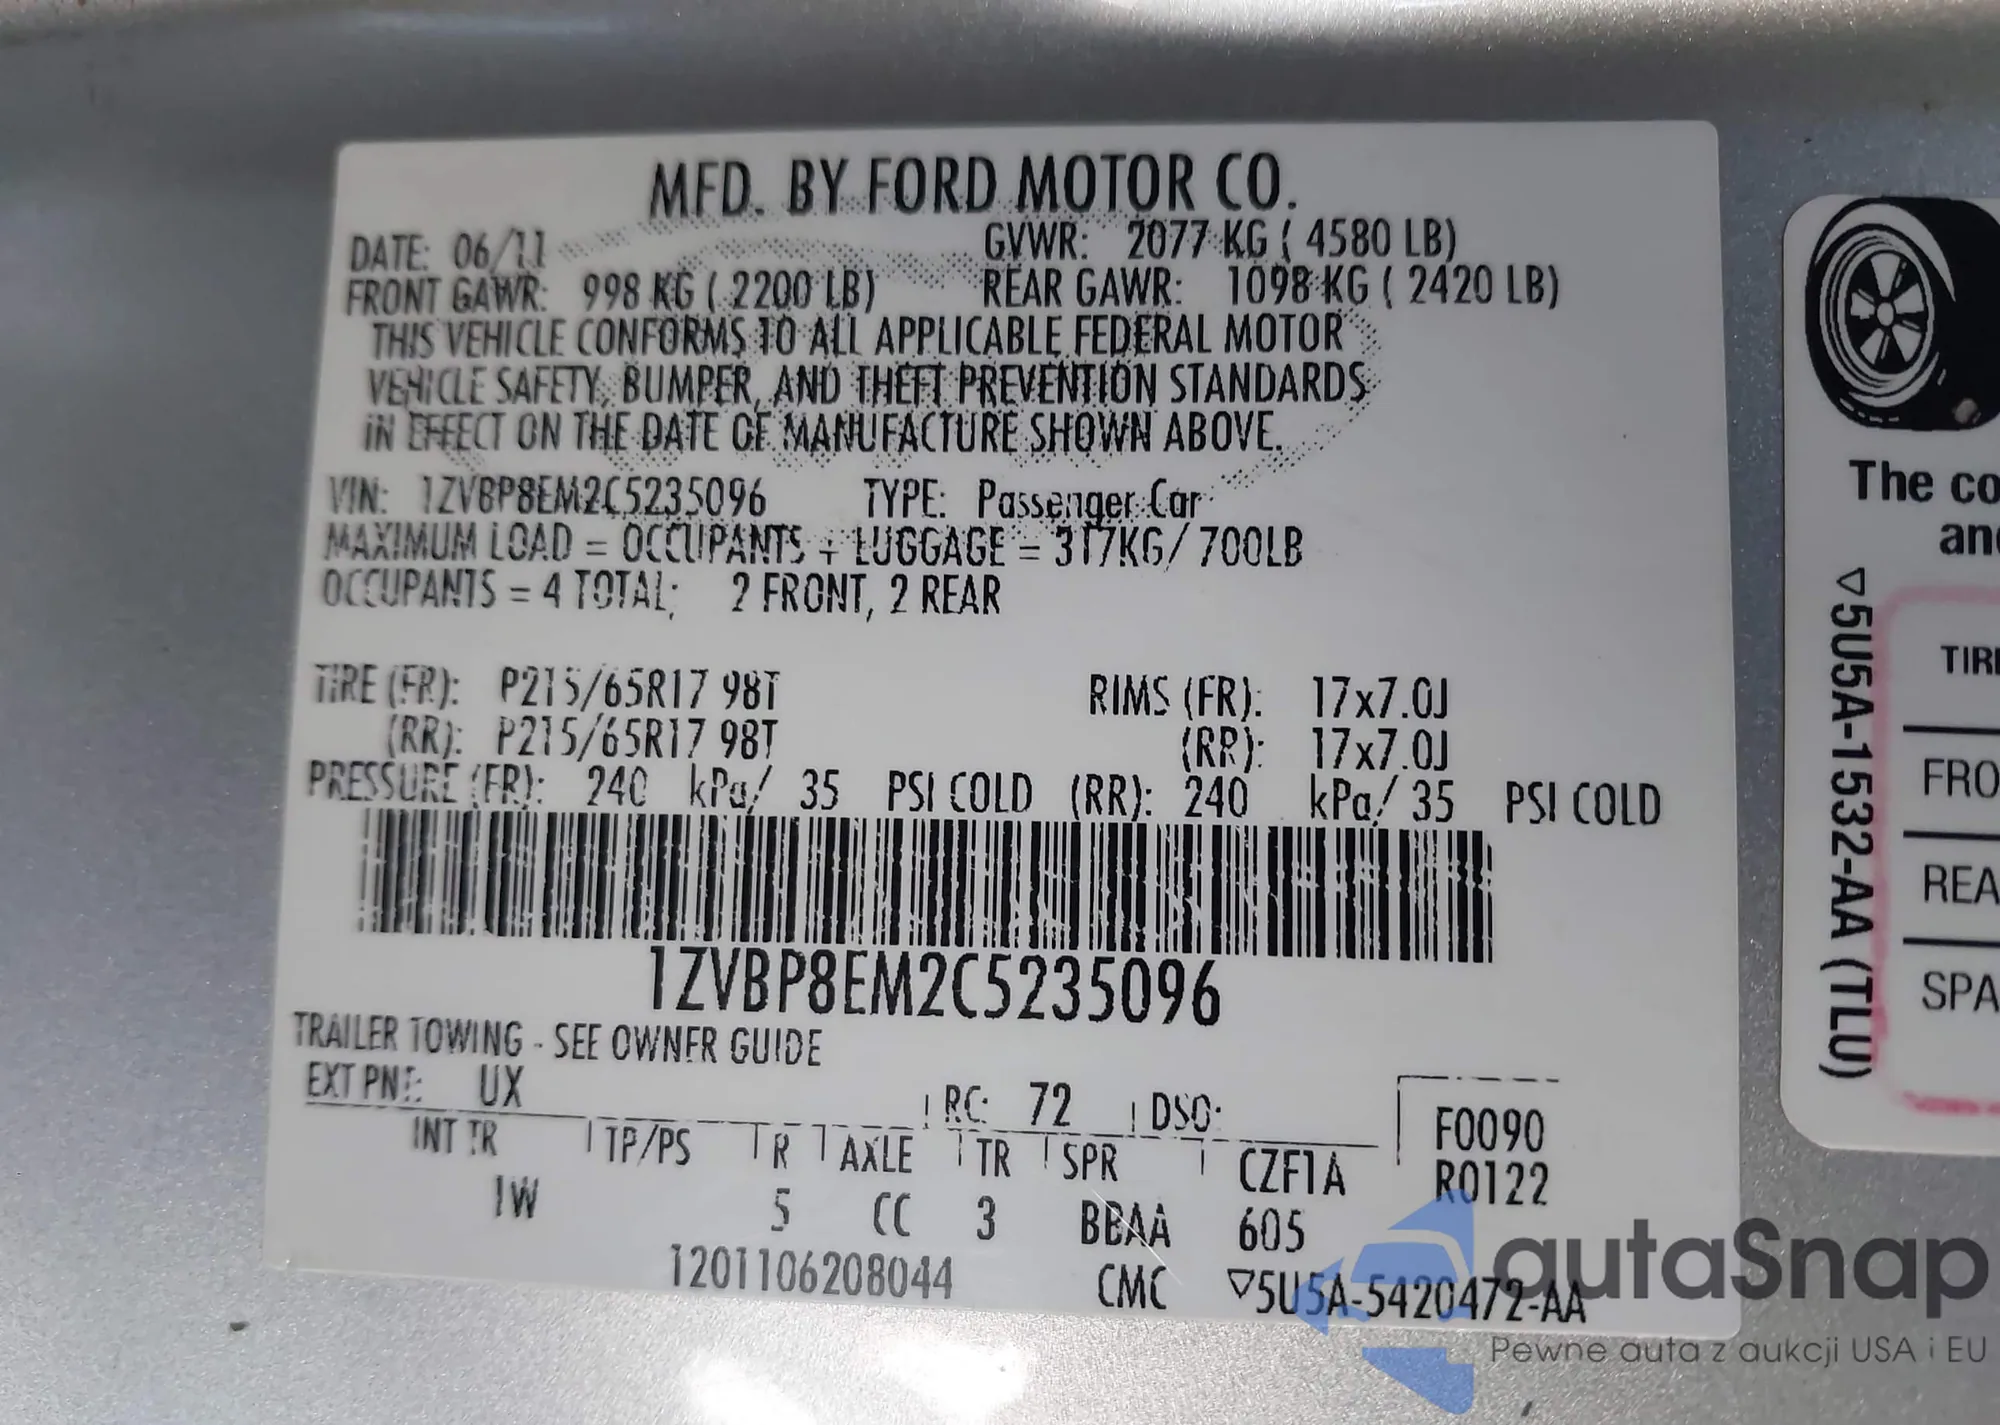 MFD. BY FORD MOTOR CO.
DATE: 06/11 GVWR: 2077 KG ( 4580 LB)
FRONT GAWR: 998 KG ( 2200 LB) REAR GAWR: 1098 KG ( 2420 LB)
THIS VEHICLE CONFORMS TO ALL APPLICABLE FEDERAL MOTOR
VEHICLE SAFETY, BUMPER, AND THEFT PREVENTION STANDARDS
IN EFFECT ON THE DATE OF MANUFACTURE SHOWN ABOVE.
VIN: 1ZVBP8EM2C5235096 TYPE: Passenger Car
MAXIMUM LOAD = OCCUPANTS + LUGGAGE = 317KG/ 700LB
OCCUPANTS = 4 TOTAL; 2 FRONT, 2 REAR
TIRE (FR): P215/65R17 98T RIMS (FR): 17x7.0J
(RR): P215/65R17 98T (RR): 17x7.0J
PRESSURE (FR): 240 kPa/ 35 PSI COLD (RR): 240 kPa/ 35 PSI COLD
1ZVBP8EM2C5235096
TRAILER TOWING - SEE OWNER GUIDE
EXT PNT: UX RC: 72 DSO: F0090
INT TR TP/PS R AXLE TR SPR CZF1A R0122
1W 5 CC 3 BBAA 605
1201106208044 CMC ▽5U5A-5420472-AA
The co
and
▽5U5A-1532-AA (TLU)
TIRE
FRO
REA
SPA
autaSnap
Pewne auta z aukcji USA i EU